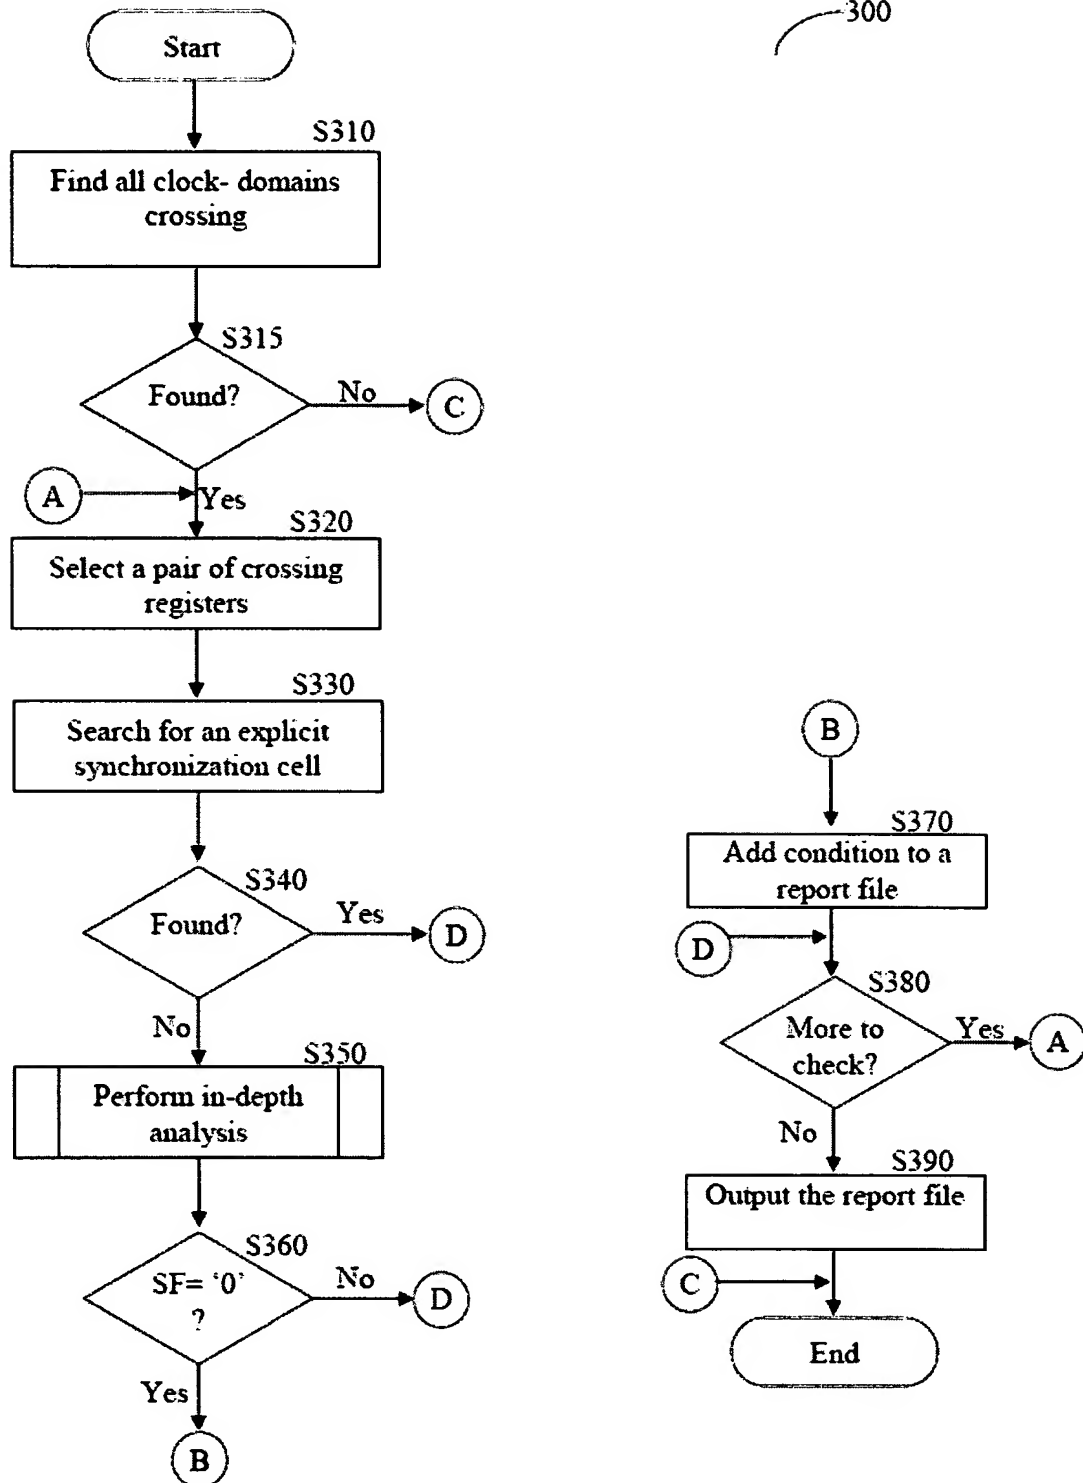 300
Start
S310
Find all clock- domains
crossing
S315
Found?
No
C
A
Yes
S320
Select a pair of crossing
registers
S330
Search for an explicit
synchronization cell
S340
Found?
Yes
D
No
S350
Perform in-depth
analysis
S360
SF= ‘0’
?
No
D
Yes
B
B
S370
Add condition to a
report file
D
S380
More to
check?
Yes
A
No
S390
Output the report file
C
End